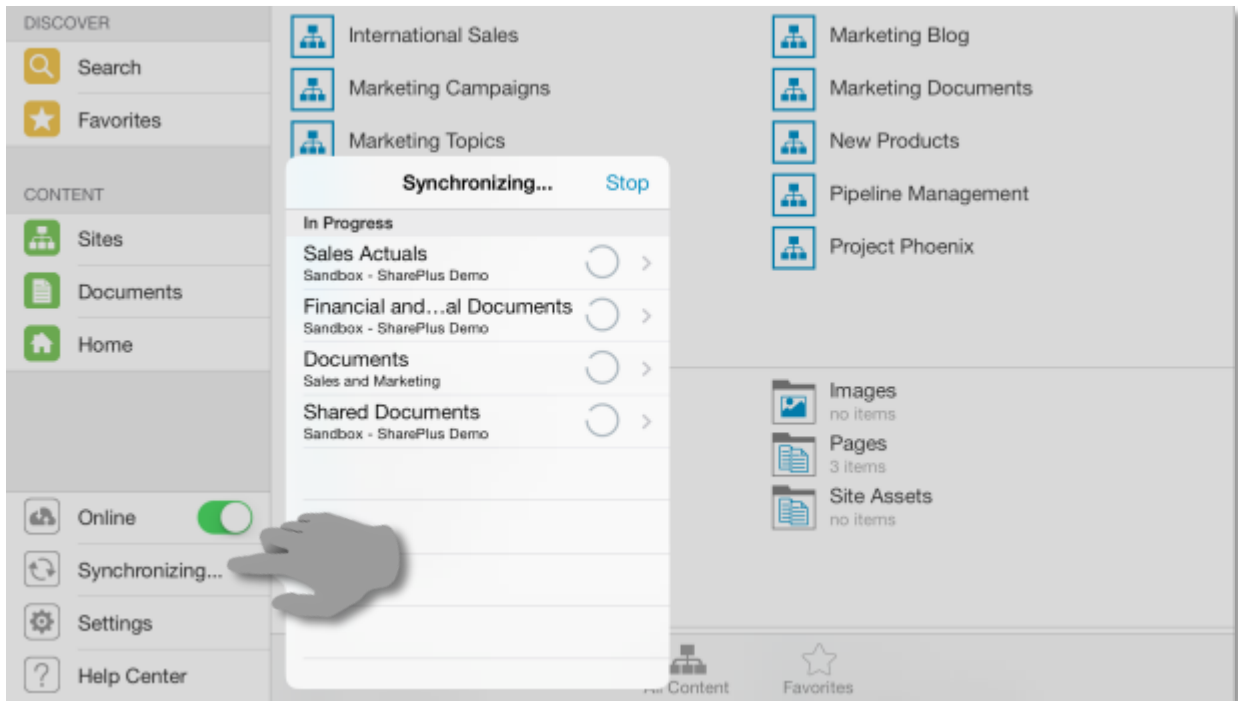 DISCOVER
Search
Favorites
CONTENT
Sites
Documents
Home
Online
Synchronizing...
Settings
? Help Center
International Sales
Marketing Campaigns
Marketing Topics
Marketing Blog
Marketing Documents
New Products
Pipeline Management
Project Phoenix
Synchronizing... Stop
In Progress
Sales Actuals
Sandbox - SharePlus Demo
Financial and...al Documents
Sandbox - SharePlus Demo
Documents
Sales and Marketing
Shared Documents
Sandbox - SharePlus Demo
Images
no items
Pages
3 items
Site Assets
no items
Content
Favorites